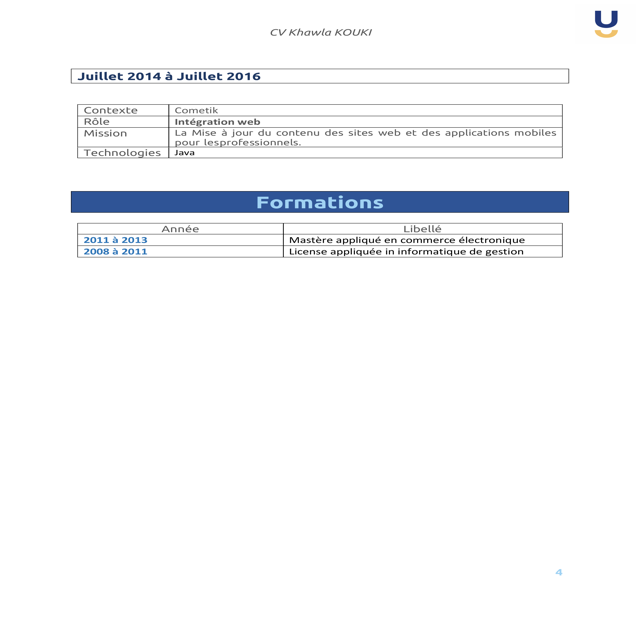 CV Khawla KOUKI
Juillet 2014 à Juillet 2016
Contexte Cometik
Rôle Intégration web
Mission La Mise à jour du contenu des sites web et des applications mobiles
pour lesprofessionnels.
Technologies Java
Formations
Année Libellé
2011 à 2013 Mastère appliqué en commerce électronique
2008 à 2011 License appliquée in informatique de gestion
4